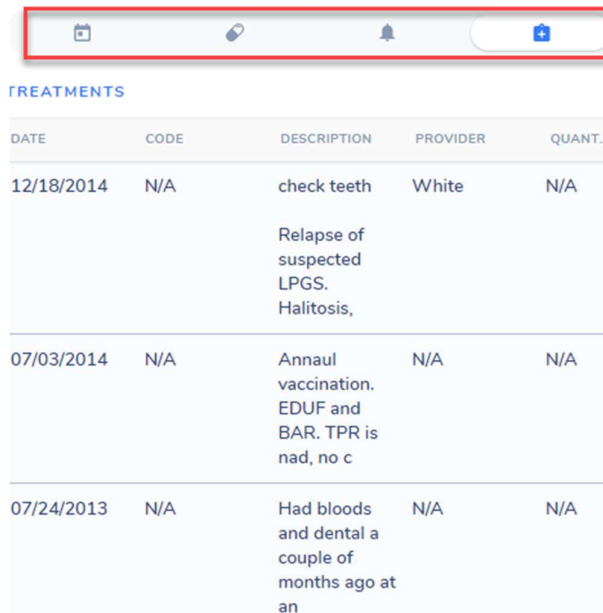 TREATMENTS
DATE CODE DESCRIPTION PROVIDER QUANT.
12/18/2014 N/A check teeth White N/A
Relapse of
suspected
LPGS.
Halitosis,
07/03/2014 N/A Annaul N/A N/A
vaccination.
EDUF and
BAR. TPR is
nad, no c
07/24/2013 N/A Had bloods N/A N/A
and dental a
couple of
months ago at
an